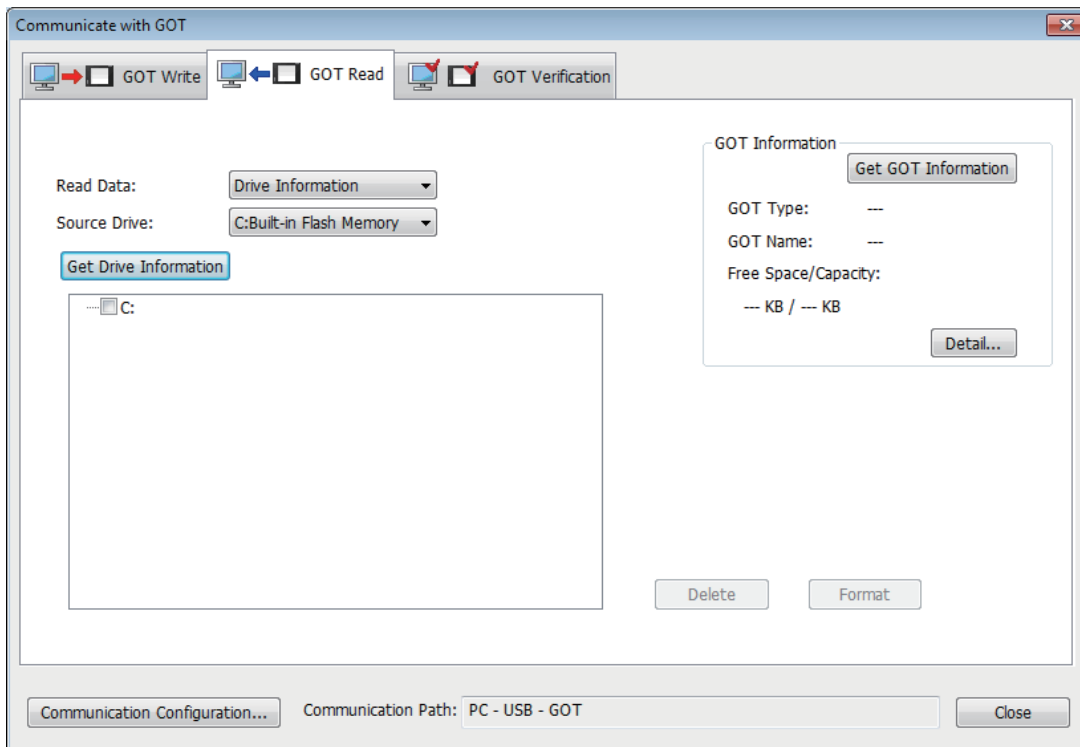 Communicate with GOT
GOT Write
GOT Read
GOT Verification
Read Data:
Drive Information
Source Drive:
C:Built-in Flash Memory
Get Drive Information
C:
GOT Information
Get GOT Information
GOT Type: ---
GOT Name: ---
Free Space/Capacity:
--- KB / --- KB
Detail...
Delete
Format
Communication Configuration...
Communication Path: PC - USB - GOT
Close